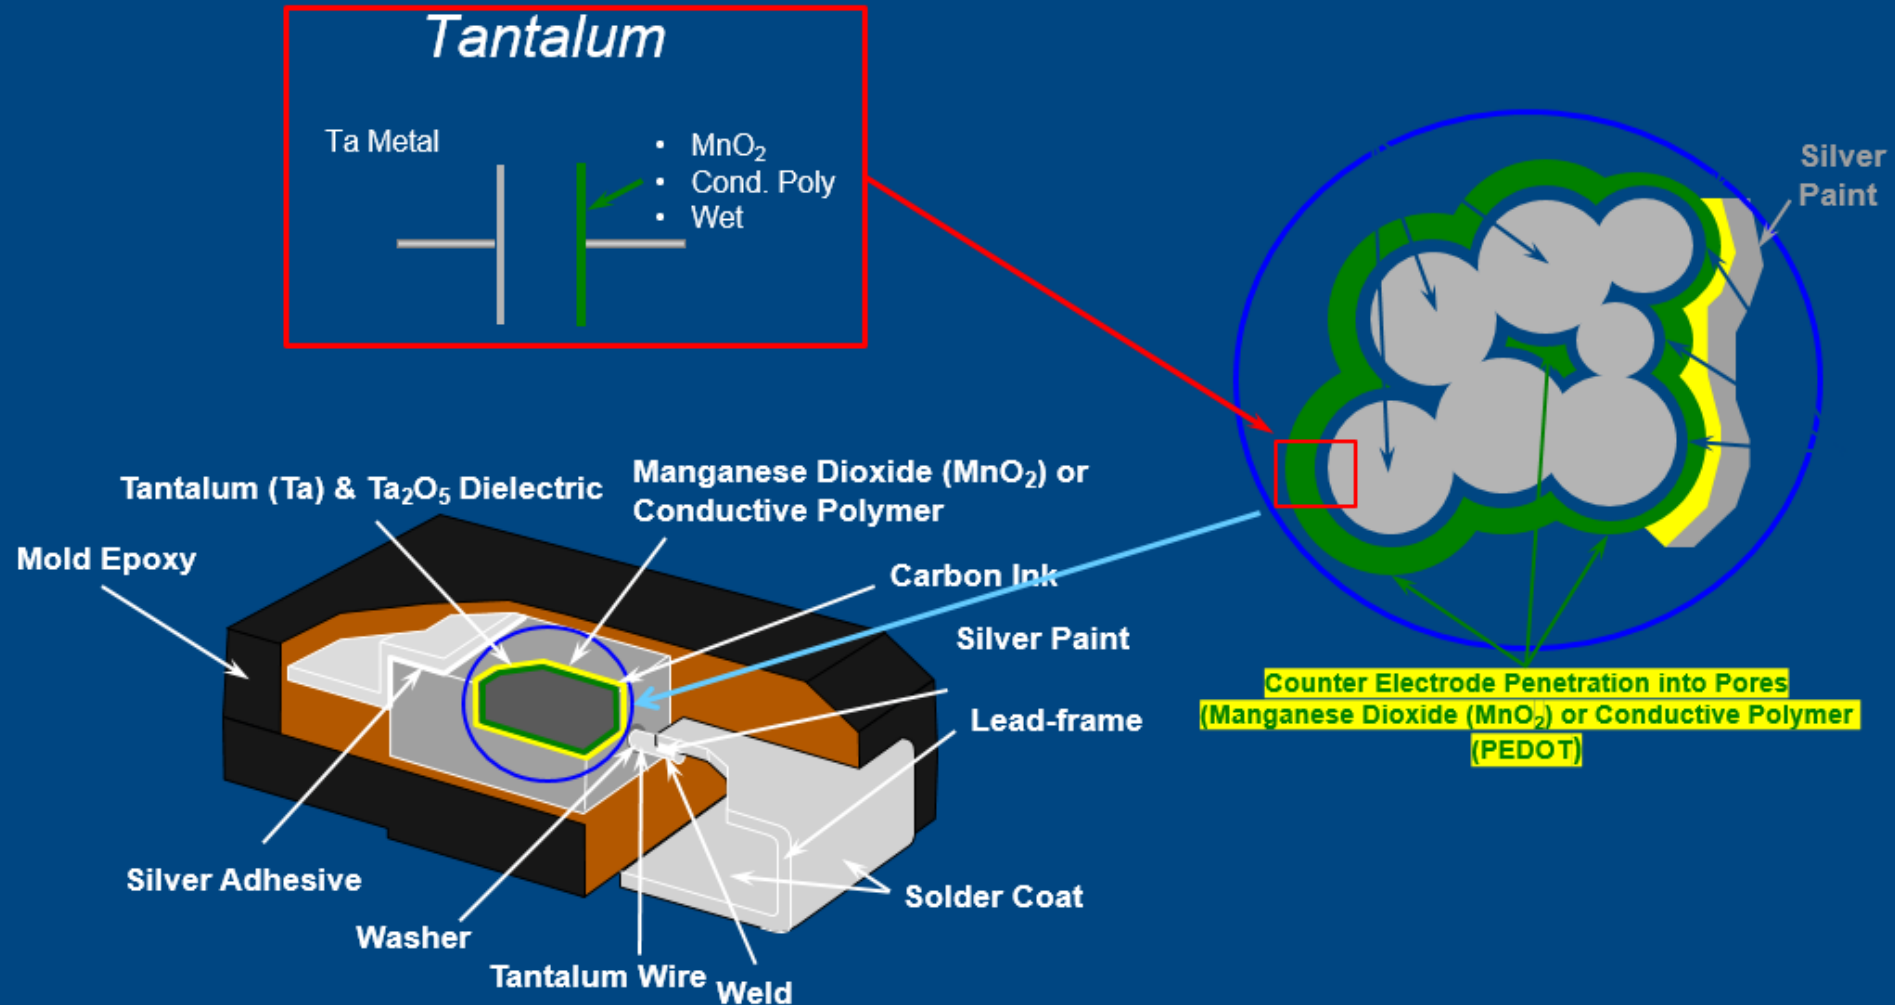 Tantalum
Ta Metal
• MnO₂
• Cond. Poly
• Wet
Silver
Paint
Tantalum (Ta) & Ta₂O₅ Dielectric
Manganese Dioxide (MnO₂) or
Conductive Polymer
Mold Epoxy
Carbon Ink
Silver Paint
Lead-frame
Counter Electrode Penetration into Pores
(Manganese Dioxide (MnO₂) or Conductive Polymer
(PEDOT)
Silver Adhesive
Solder Coat
Washer
Tantalum Wire
Weld